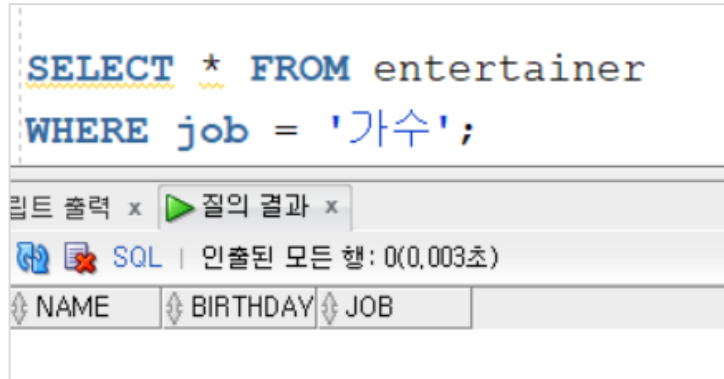 SELECT * FROM entertainer
WHERE job = '가수';
립트 출력 x 질의 결과 x
SQL | 인출된 모든 행: 0(0,003초)
NAME BIRTHDAY JOB